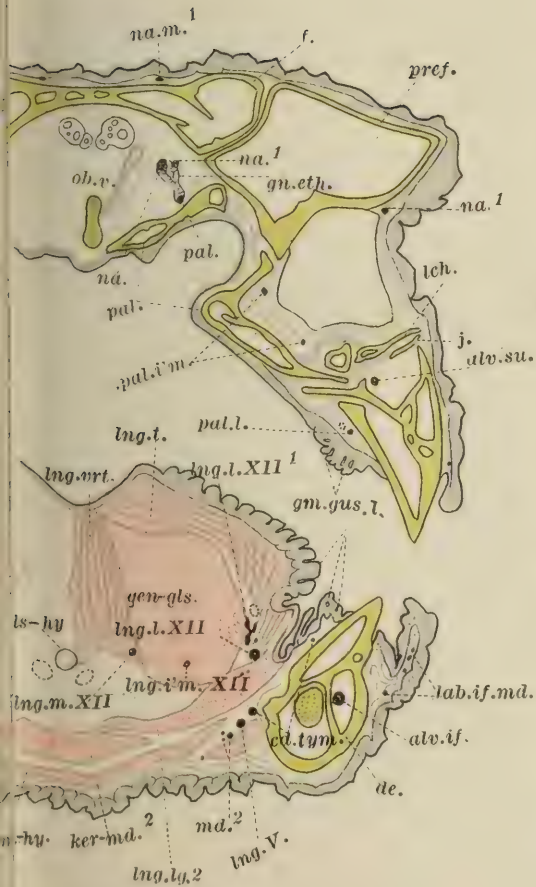 na.m.¹
f.
pref.
na.¹
gn.eth.
ob.v.
na.¹
pal.
na.
lch.
pal.
j.
alv.su.
pal.i'm.
pal.l.
lng.t.
lng.l.XII¹
lng.vrt.
gm.gus.l.
gen-gls.
ls-hy
lng.l.XII
lng.m.XII
lng.i'm.XII
lab.if.md.
cd.tym.
alv.if.
de.
n.-hy.
ker-md.²
md.²
lng.V.
lng.lg.2